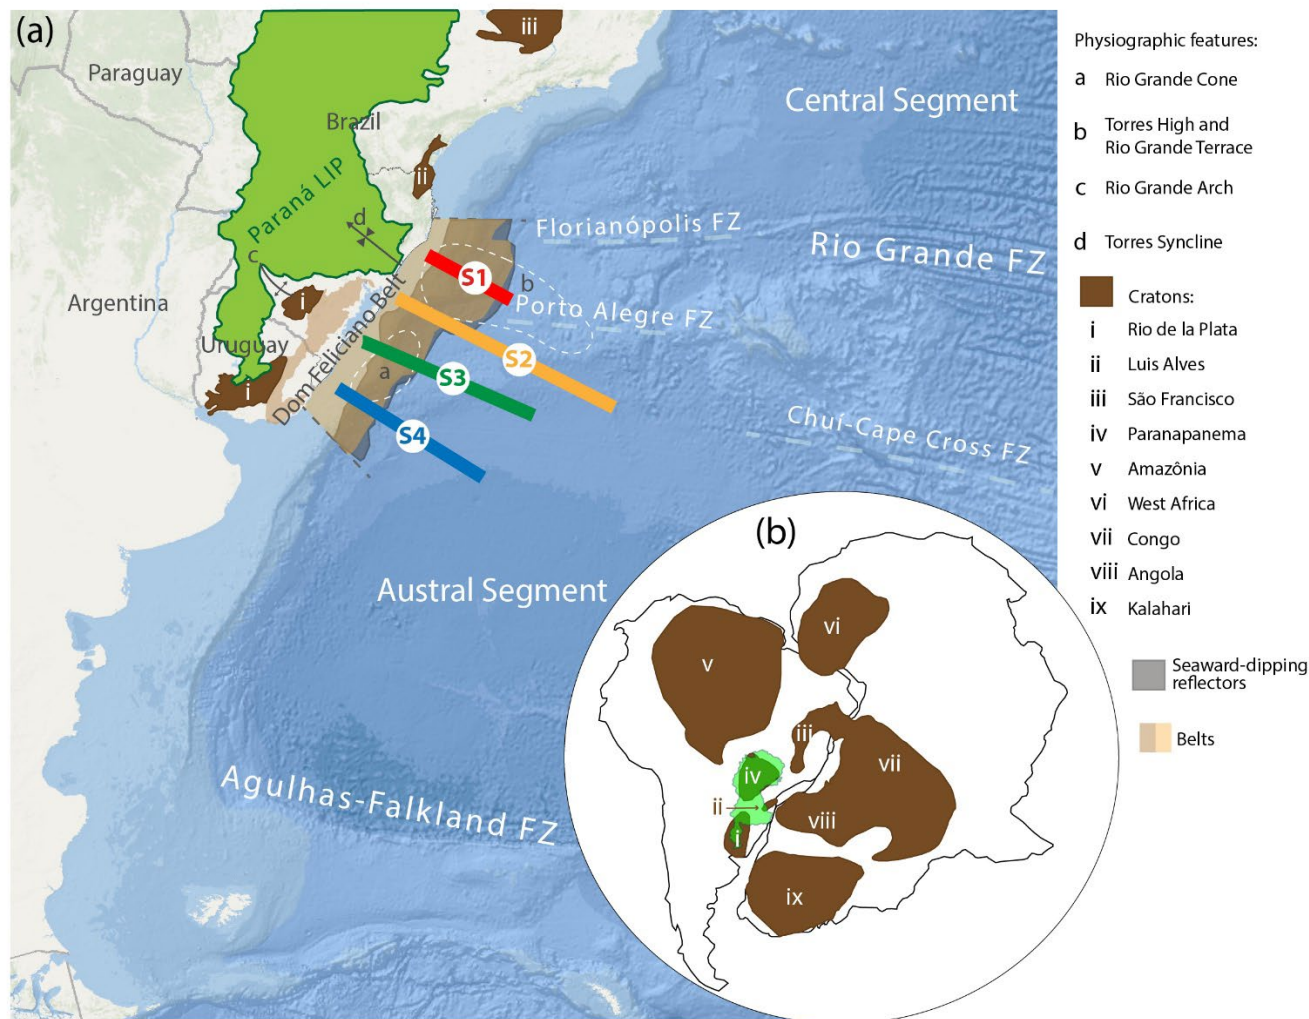 (a)
iii
Paraguay
Central Segment
Brazil
ii
Paraná LIP
d
Florianópolis FZ
Rio Grande FZ
c
S1
b
Argentina
i
Porto Alegre FZ
Uruguay
Dom Feliciano Belt
S2
i
a
S3
S4
Chuí-Cape Cross FZ
Austral Segment
Agulhas-Falkland FZ
(b)
vi
v
iii
vii
iv
ii
viii
i
ix
Physiographic features:
a Rio Grande Cone
b Torres High and
Rio Grande Terrace
c Rio Grande Arch
d Torres Syncline
Cratons:
i Rio de la Plata
ii Luis Alves
iii São Francisco
iv Paranapanema
v Amazônia
vi West Africa
vii Congo
viii Angola
ix Kalahari
Seaward-dipping
reflectors
Belts